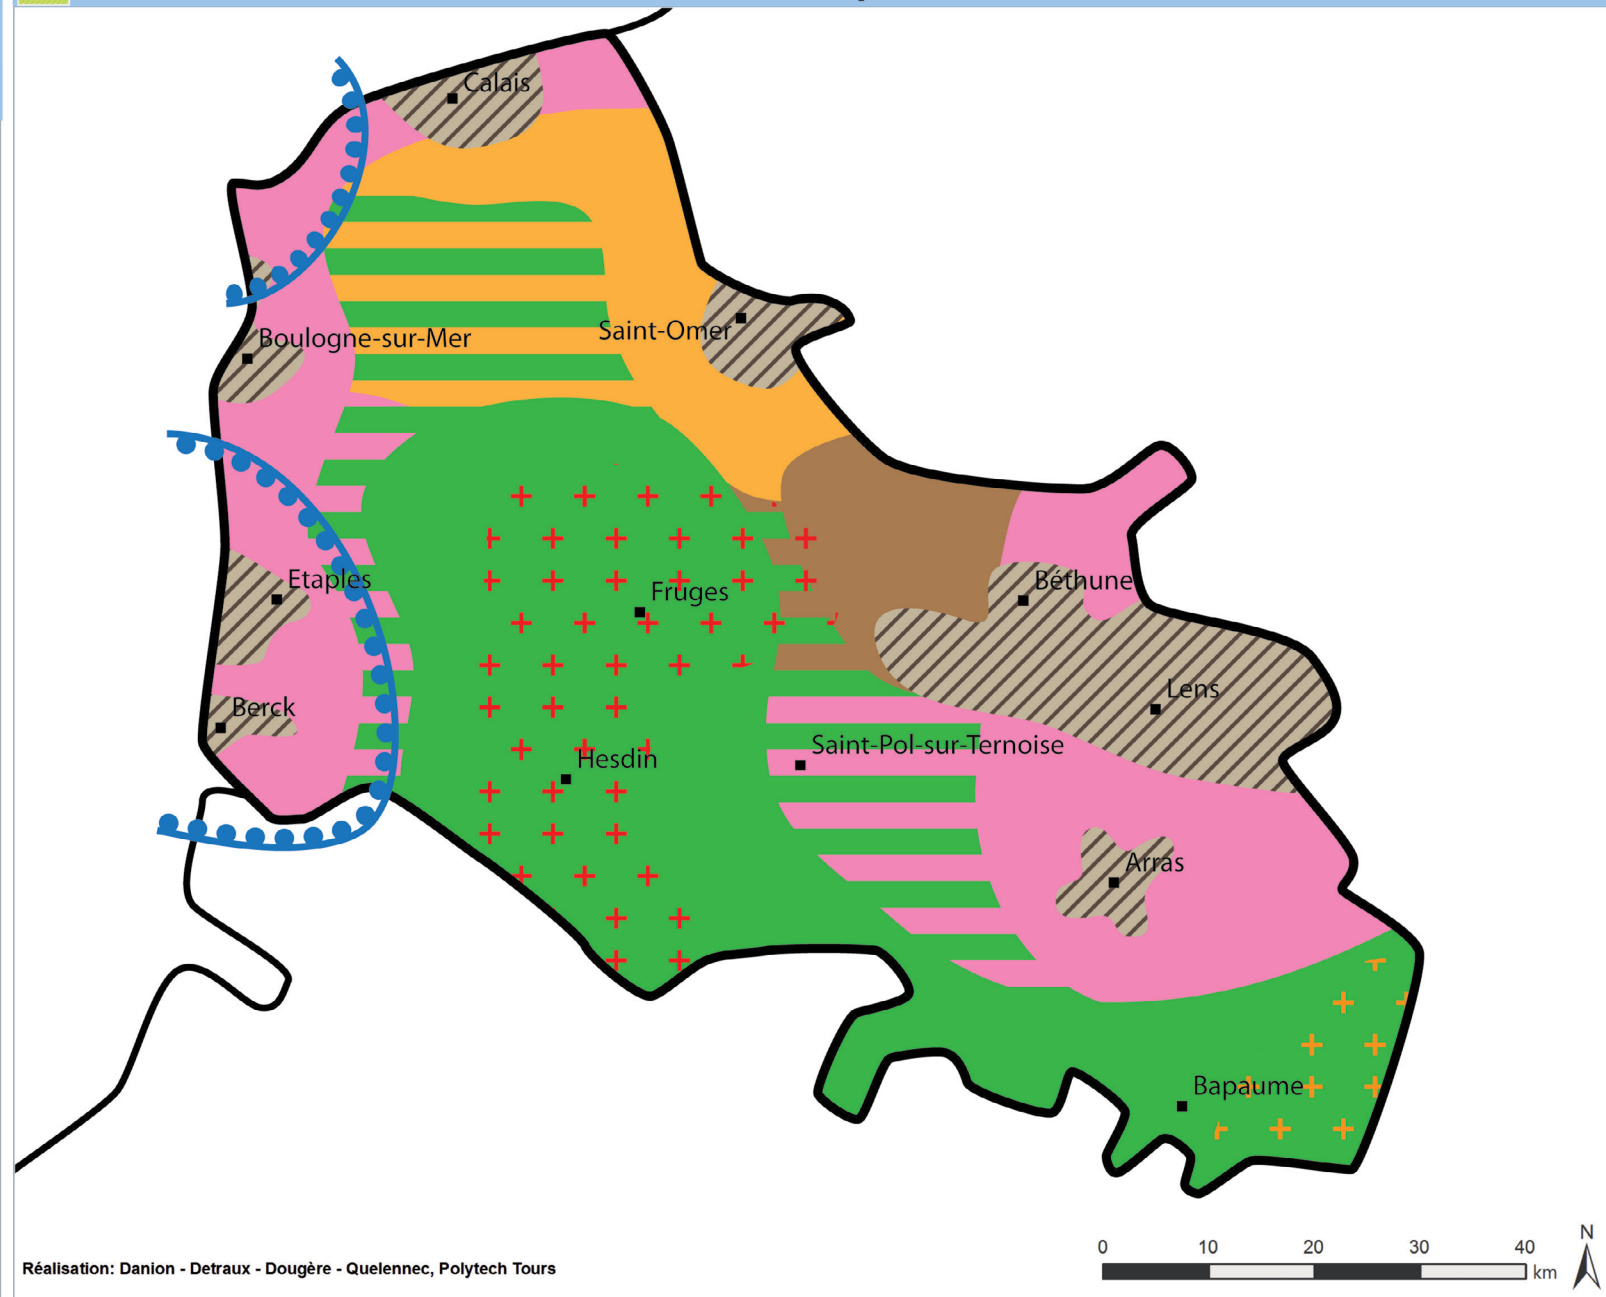 Calais
Boulogne-sur-Mer
Saint-Omer
Etaples
Fruges
Béthune
Berck
Lens
Hesdin
Saint-Pol-sur-Ternoise
Arras
Bapaume
N
0 10 20 30 40
km
Réalisation: Danion - Detraux - Dougère - Quelennec, Polytech Tours